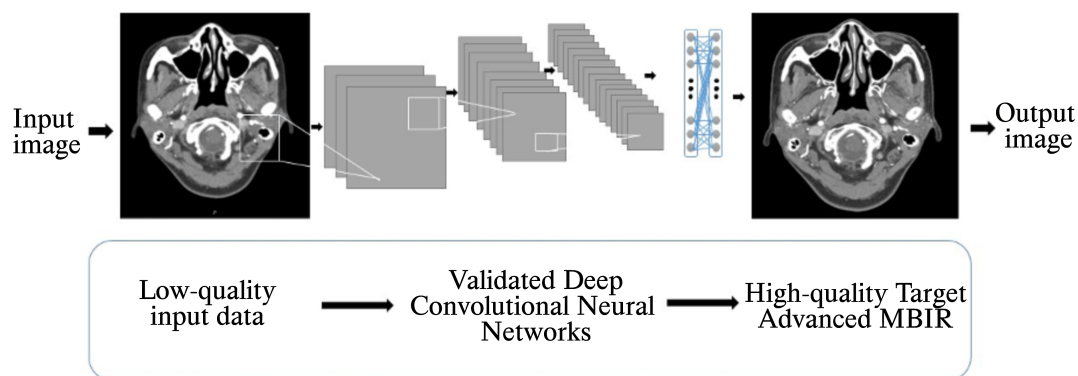 Input
image
Output
image
Low-quality
input data
Validated Deep
Convolutional Neural
Networks
High-quality Target
Advanced MBIR